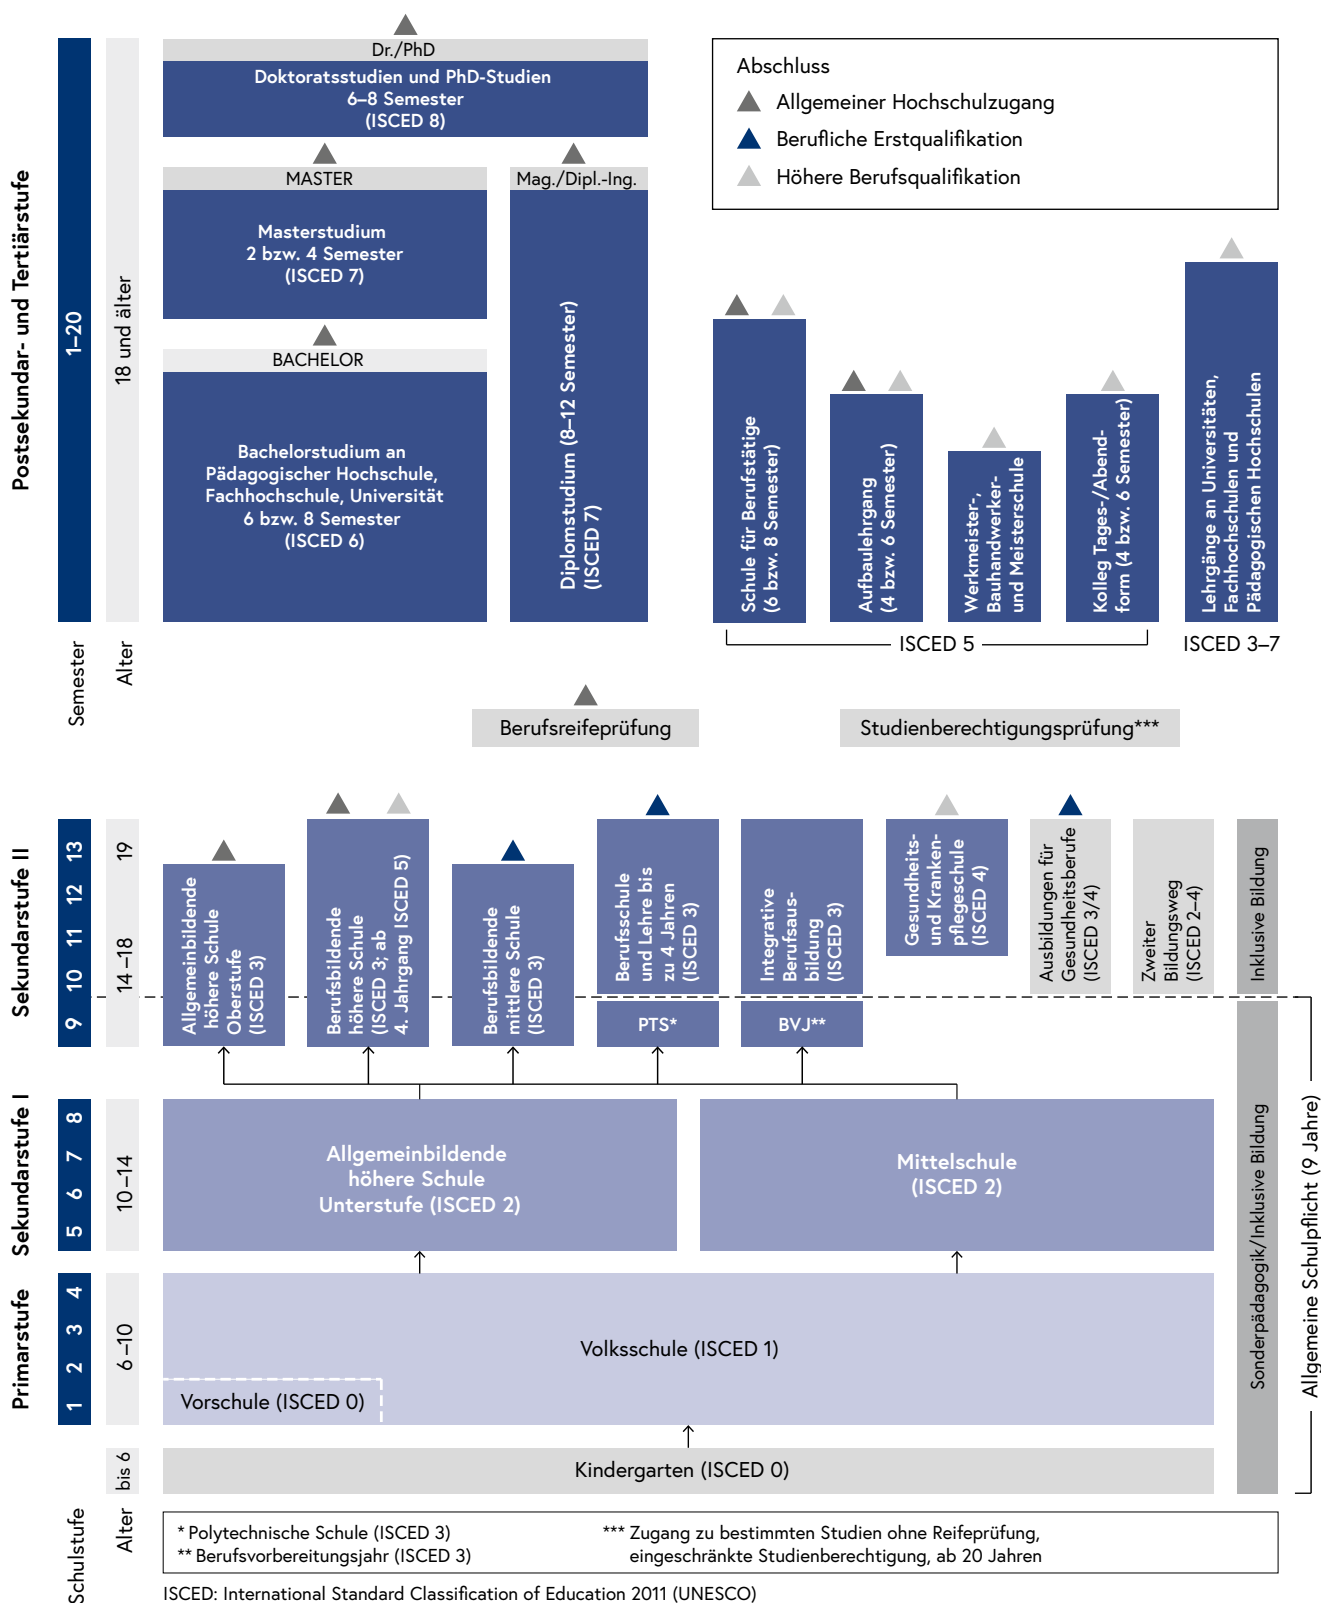 Postsekundar- und Tertiärstufe
1–20
18 und älter
Semester
Alter
Dr./PhD
Doktoratsstudien und PhD-Studien
6–8 Semester
(ISCED 8)
MASTER
Masterstudium
2 bzw. 4 Semester
(ISCED 7)
BACHELOR
Bachelorstudium an
Pädagogischer Hochschule,
Fachhochschule, Universität
6 bzw. 8 Semester
(ISCED 6)
Mag./Dipl.-Ing.
Diplomstudium (8–12 Semester)
(ISCED 7)
Abschluss
Allgemeiner Hochschulzugang
Berufliche Erstqualifikation
Höhere Berufsqualifikation
Schule für Berufstätige
(6 bzw. 8 Semester)
Aufbaulehrgang
(4 bzw. 6 Semester)
Werkmeister-,
Bauhandwerker-
und Meisterschule
Kolleg Tages-/Abend-
form (4 bzw. 6 Semester)
Lehrgänge an Universitäten,
Fachhochschulen und
Pädagogischen Hochschulen
ISCED 5
ISCED 3–7
Berufsreifeprüfung
Studienberechtigungsprüfung***
Sekundarstufe II
9 10 11 12 13
14–18
19
Allgemeinbildende
höhere Schule
Oberstufe
(ISCED 3)
Berufsbildende
höhere Schule
(ISCED 3; ab
4. Jahrgang ISCED 5)
Berufsbildende
mittlere Schule
(ISCED 3)
Berufsschule
und Lehre bis
zu 4 Jahren
(ISCED 3)
PTS*
Integrative
Berufsaus-
bildung
(ISCED 3)
BVJ**
Gesundheits-
und Kranken-
pflegeschule
(ISCED 4)
Ausbildungen für
Gesundheitsberufe
(ISCED 3/4)
Zweiter
Bildungsweg
(ISCED 2–4)
Inklusive Bildung
Sekundarstufe I
5 6 7 8
10–14
Allgemeinbildende
höhere Schule
Unterstufe (ISCED 2)
Mittelschule
(ISCED 2)
Sonderpädagogik/Inklusive Bildung
Allgemeine Schulpflicht (9 Jahre)
Primarstufe
1 2 3 4
6–10
Volksschule (ISCED 1)
Vorschule (ISCED 0)
bis 6
Kindergarten (ISCED 0)
Schulstufe
Alter
* Polytechnische Schule (ISCED 3)
** Berufsvorbereitungsjahr (ISCED 3)
*** Zugang zu bestimmten Studien ohne Reifeprüfung,
eingeschränkte Studienberechtigung, ab 20 Jahren
ISCED: International Standard Classification of Education 2011 (UNESCO)